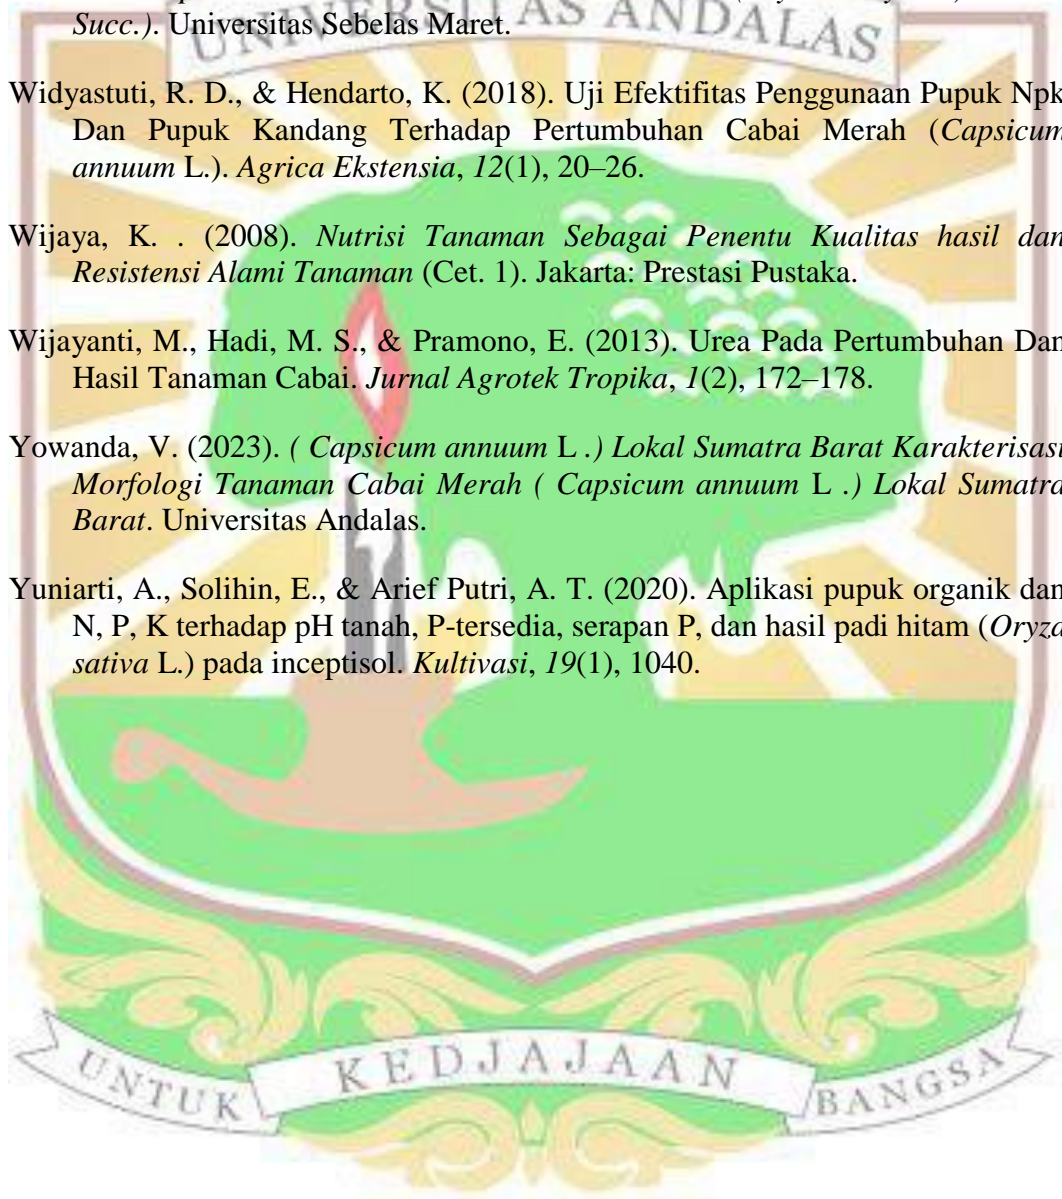 Succ.). Universitas Sebelas Maret.
UNIVERSITAS ANDALAS
Widyastuti, R. D., & Hendarto, K. (2018). Uji Efektifitas Penggunaan Pupuk Npk
Dan Pupuk Kandang Terhadap Pertumbuhan Cabai Merah (Capsicum
annuum L.). Agrica Ekstensia, 12(1), 20–26.
Wijaya, K. . (2008). Nutrisi Tanaman Sebagai Penentu Kualitas hasil dan
Resistensi Alami Tanaman (Cet. 1). Jakarta: Prestasi Pustaka.
Wijayanti, M., Hadi, M. S., & Pramono, E. (2013). Urea Pada Pertumbuhan Dan
Hasil Tanaman Cabai. Jurnal Agrotek Tropika, 1(2), 172–178.
Yowanda, V. (2023). ( Capsicum annuum L .) Lokal Sumatra Barat Karakterisasi
Morfologi Tanaman Cabai Merah ( Capsicum annuum L .) Lokal Sumatra
Barat. Universitas Andalas.
Yuniarti, A., Solihin, E., & Arief Putri, A. T. (2020). Aplikasi pupuk organik dan
N, P, K terhadap pH tanah, P-tersedia, serapan P, dan hasil padi hitam (Oryza
sativa L.) pada inceptisol. Kultivasi, 19(1), 1040.
UNTUK KEDJAJAAN BANGSA